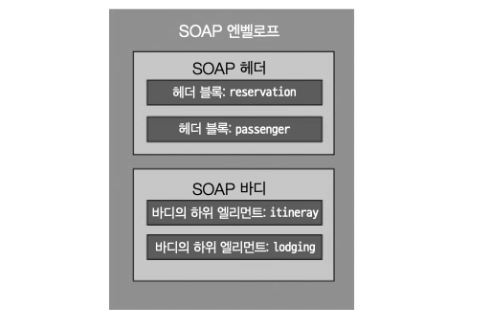 SOAP 엔벨로프
SOAP 헤더
헤더 블록: reservation
헤더 블록: passenger
SOAP 바디
바디의 하위 엘리먼트: itineray
바디의 하위 엘리먼트: lodging